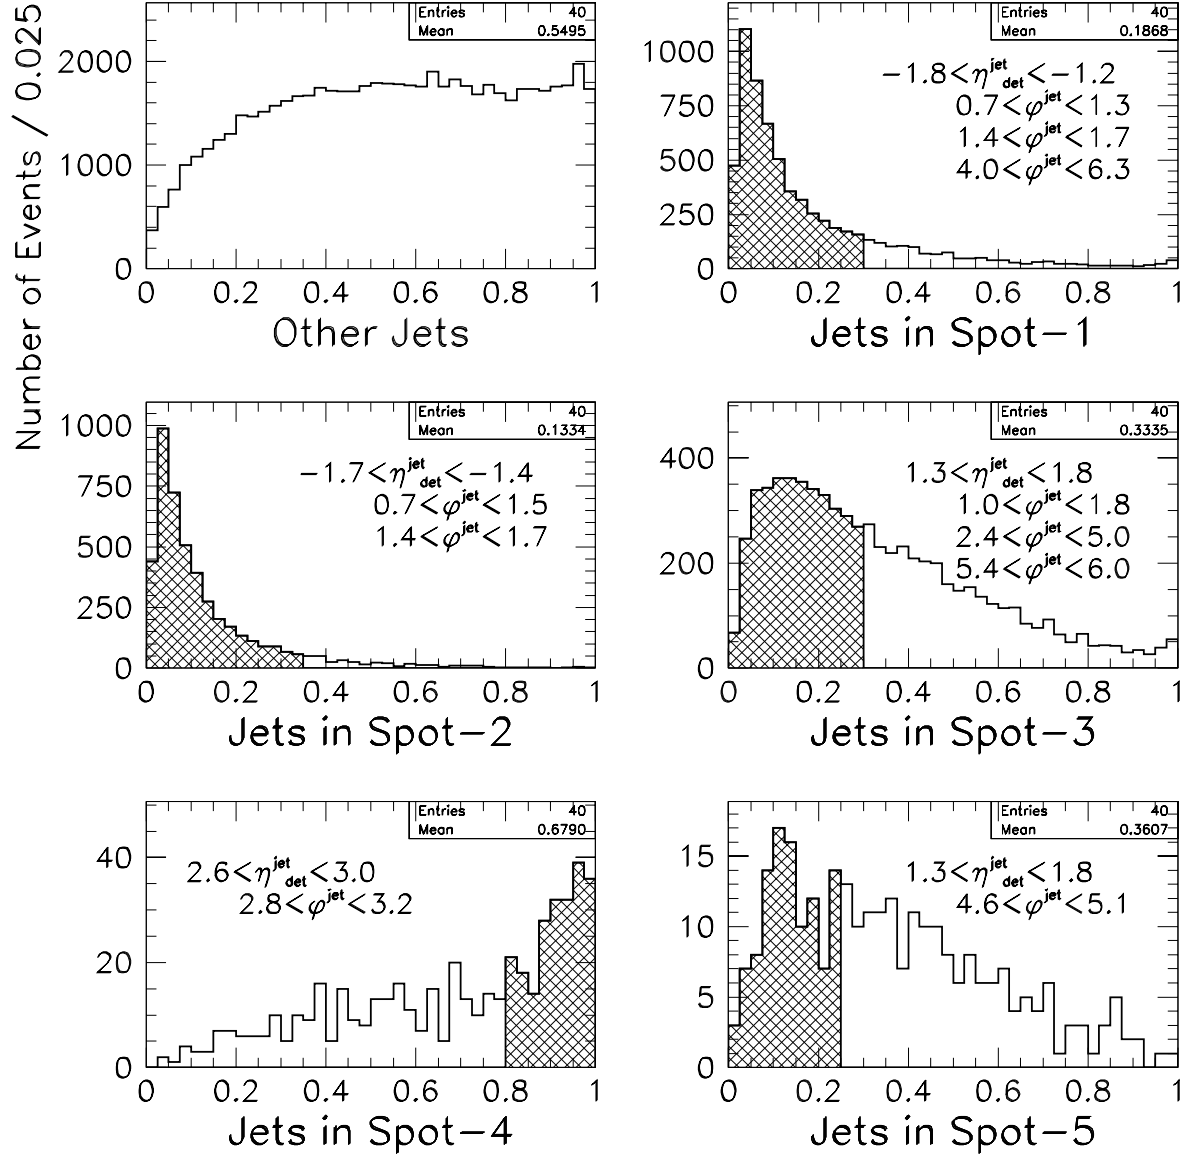 Number of Events / 0.025
Entries 40
Mean 0.5495
2000
1000
0
0 0.2 0.4 0.6 0.8 1
Other Jets
Entries 40
Mean 0.1868
−1.8<η^jet_det<−1.2
0.7<φ^jet<1.3
1.4<φ^jet<1.7
4.0<φ^jet<6.3
1000
750
500
250
0
0 0.2 0.4 0.6 0.8 1
Jets in Spot−1
Entries 40
Mean 0.1334
−1.7<η^jet_det<−1.4
0.7<φ^jet<1.5
1.4<φ^jet<1.7
1000
750
500
250
0
0 0.2 0.4 0.6 0.8 1
Jets in Spot−2
Entries 40
Mean 0.3335
1.3<η^jet_det<1.8
1.0<φ^jet<1.8
2.4<φ^jet<5.0
5.4<φ^jet<6.0
400
300
200
100
0
0 0.2 0.4 0.6 0.8 1
Jets in Spot−3
Entries 40
Mean 0.6790
2.6<η^jet_det<3.0
2.8<φ^jet<3.2
40
20
0
0 0.2 0.4 0.6 0.8 1
Jets in Spot−4
Entries 40
Mean 0.3607
1.3<η^jet_det<1.8
4.6<φ^jet<5.1
15
10
5
0
0 0.2 0.4 0.6 0.8 1
Jets in Spot−5